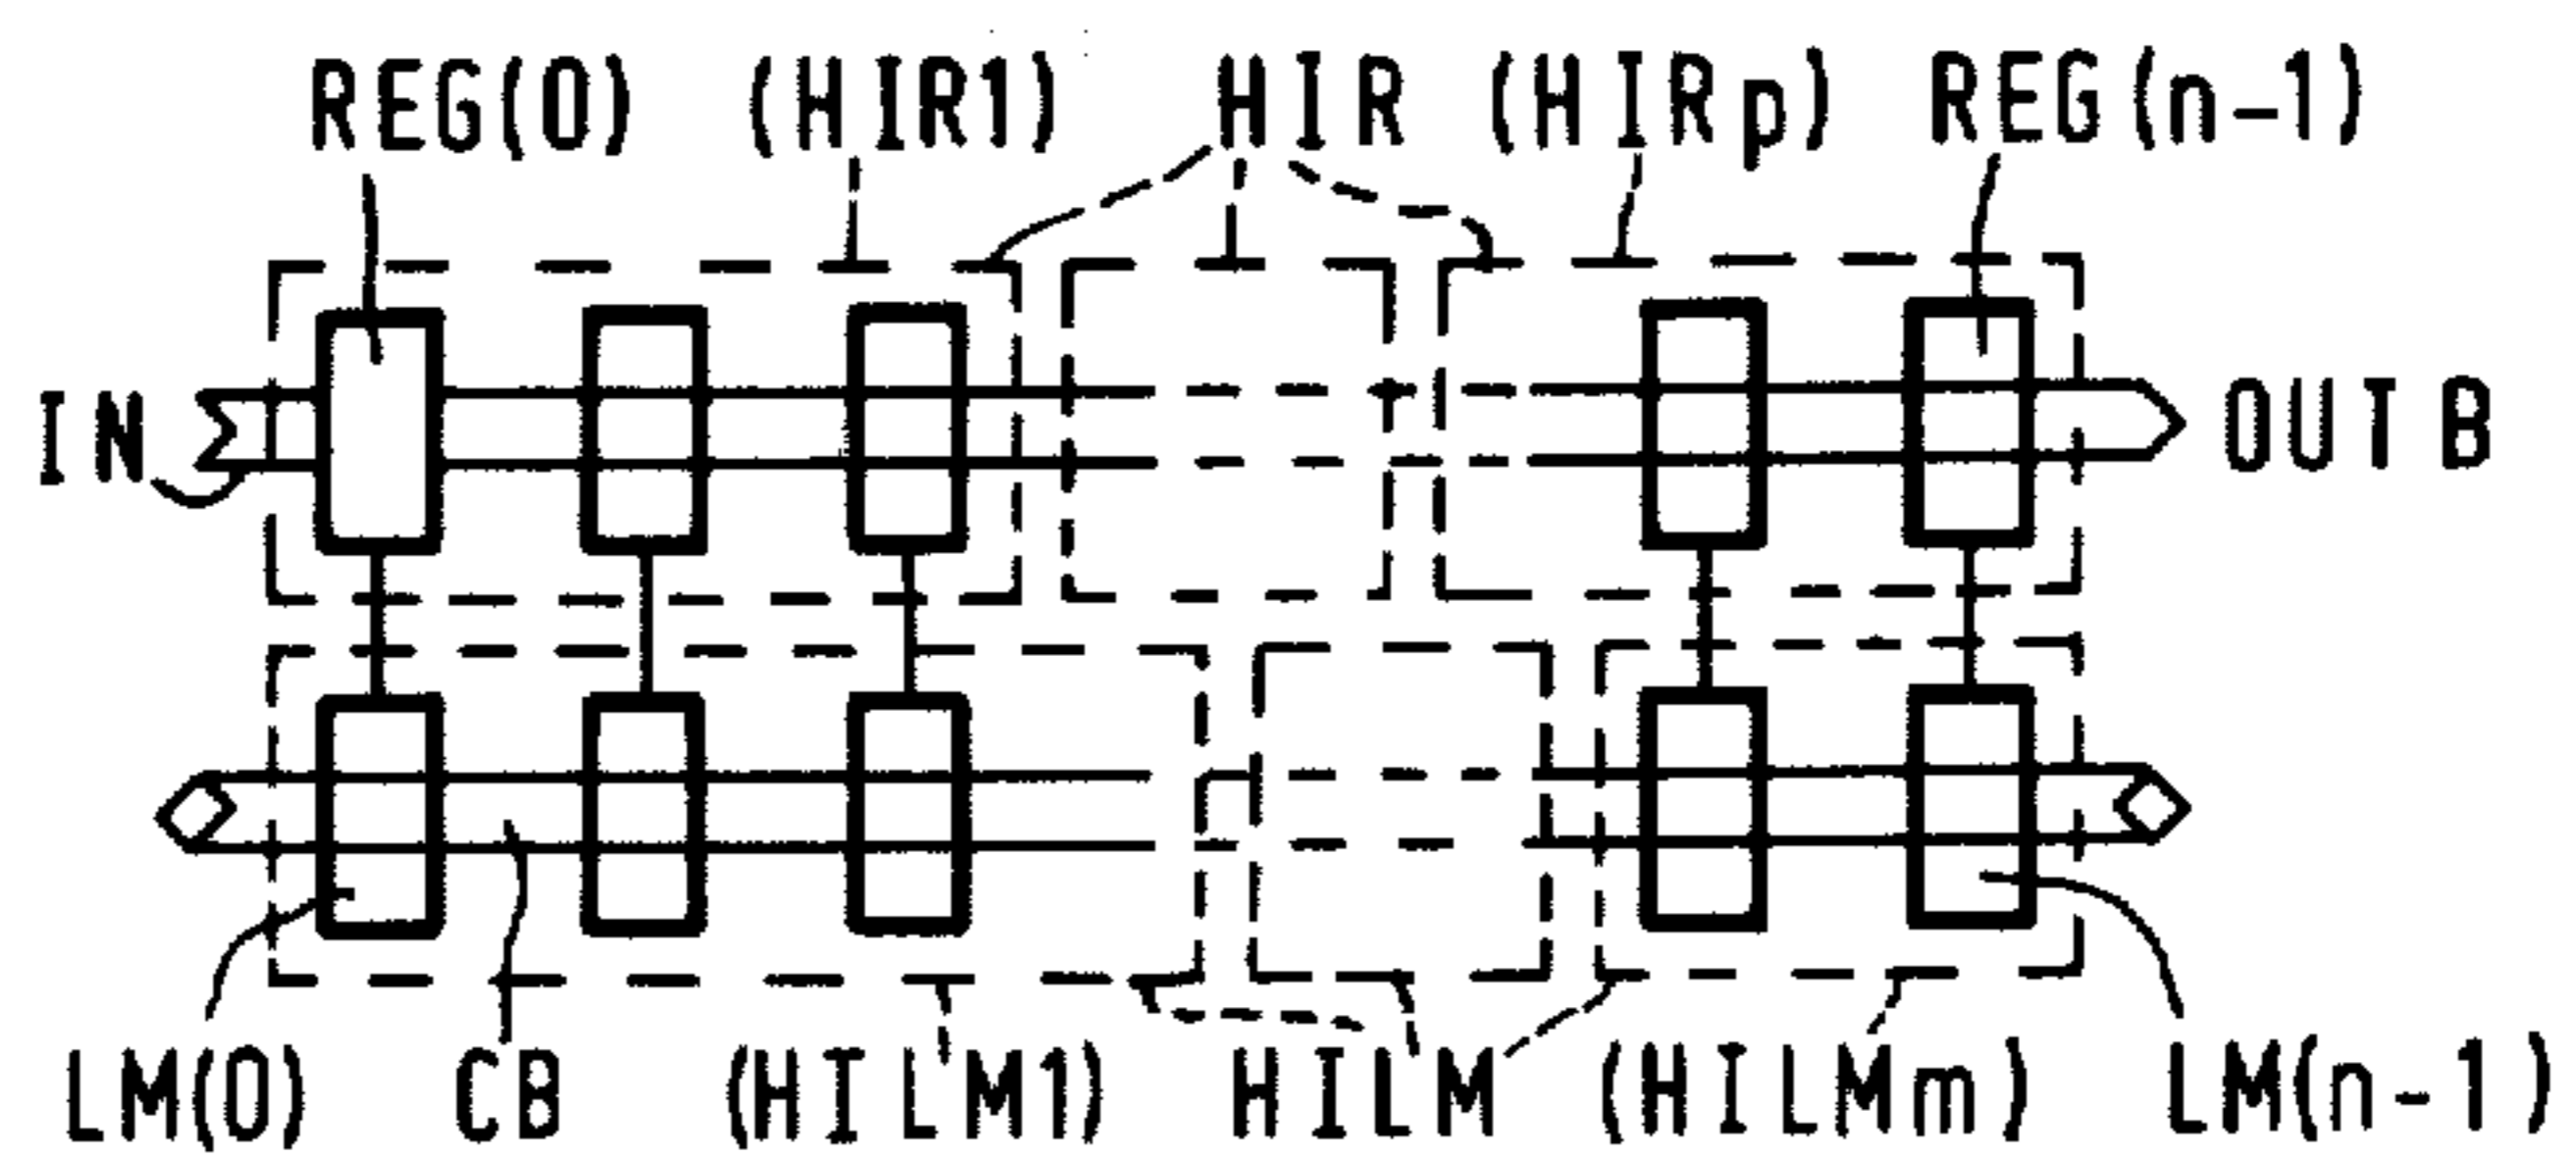 REG(0) (HIR1) HIR (HIRp) REG(n-1)
IN OUTB
LM(0) CB (HILM1) HILM (HILMm) LM(n-1)